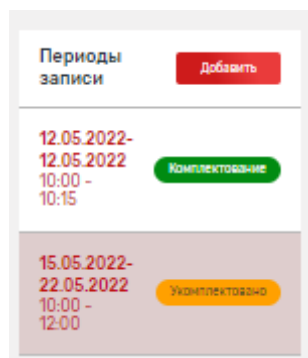 Периоды
записи
Добавить
12.05.2022-
12.05.2022
10:00 -
10:15
Комплектование
15.05.2022-
22.05.2022
10:00 -
12:00
Укомплектовано